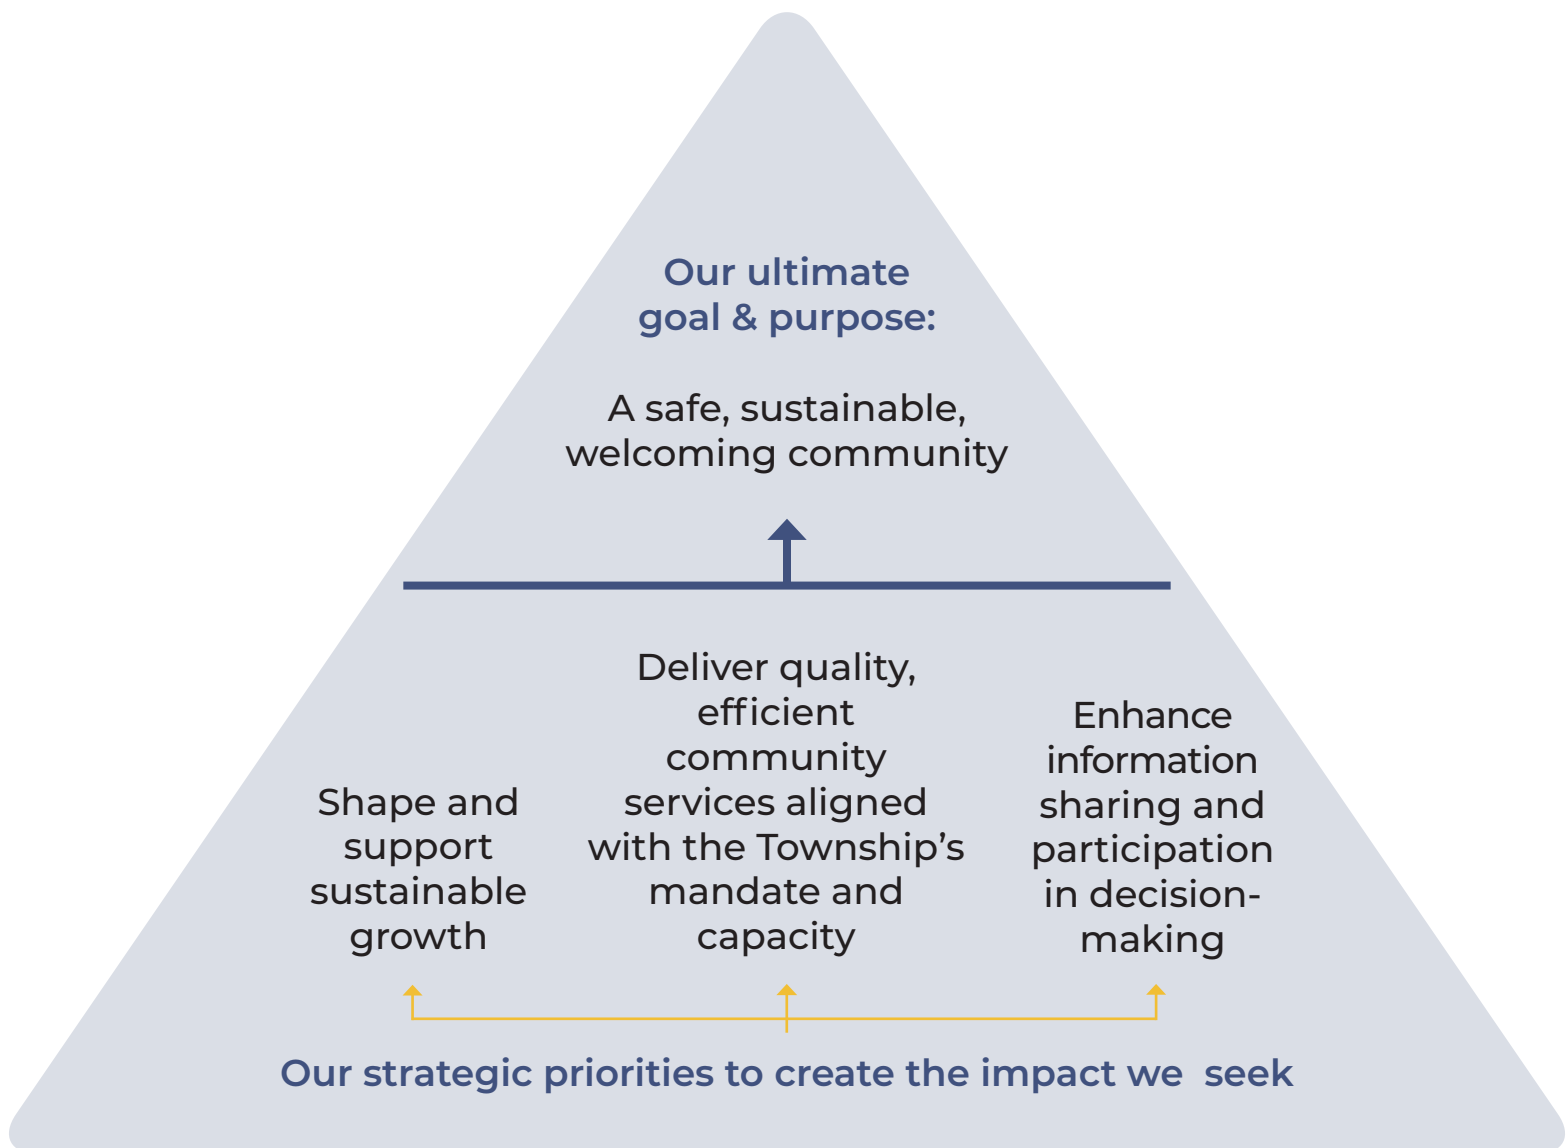 Our ultimate
goal & purpose:
A safe, sustainable,
welcoming community
Shape and
support
sustainable
growth
Deliver quality,
efficient
community
services aligned
with the Township’s
mandate and
capacity
Enhance
information
sharing and
participation
in decision-
making
Our strategic priorities to create the impact we seek